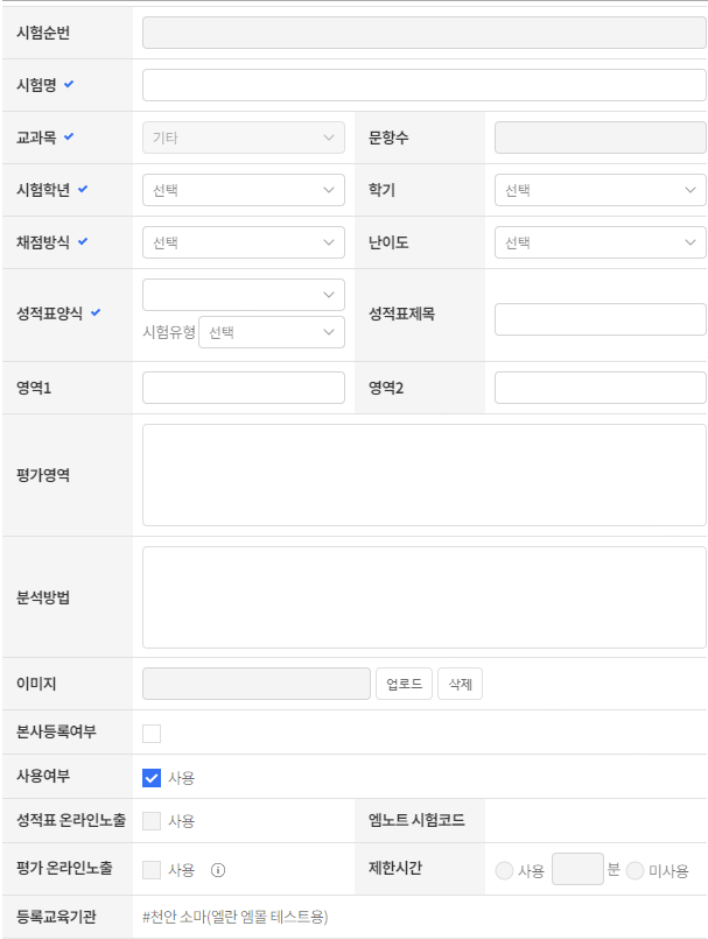 시험순번
시험명
교과목 기타 문항수
시험학년 선택 학기 선택
채점방식 선택 난이도 선택
성적표양식 시험유형 선택 성적표제목
영역1 영역2
평가영역
분석방법
이미지 업로드 삭제
본사등록여부
사용여부 사용
성적표 온라인노출 사용 엠노트 시험코드
평가 온라인노출 사용 제한시간 사용 분 미사용
등록교육기관 #천안 소마(엘란 엠몰 테스트용)